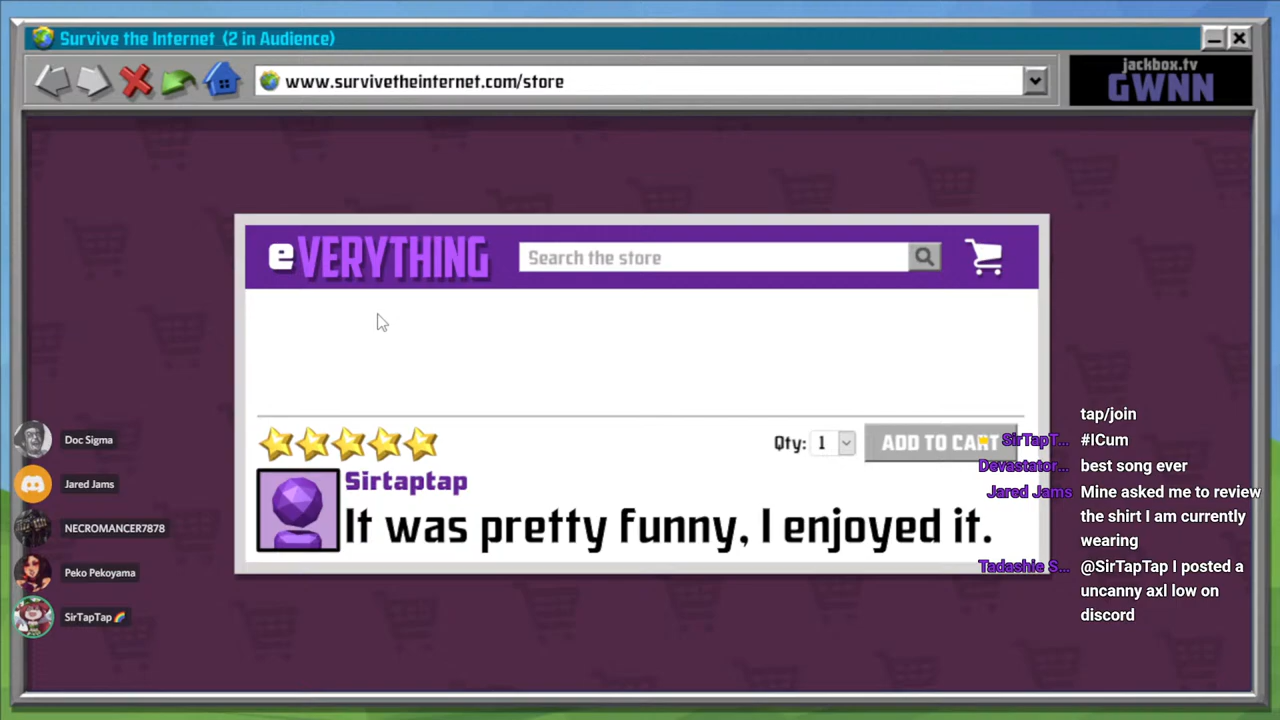 Survive the Internet (2 in Audience)
www.survivetheinternet.com/store
jackbox.tv
GWNN
eVERYTHING
Search the store
Qty: 1
ADD TO CART
Sirtaptap
It was pretty funny, I enjoyed it.
Doc Sigma
Jared Jams
NECROMANCER7878
Peko Pekoyama
SirTapTap
tap/join
SirTapT... #ICum
Devastator... best song ever
Jared Jams Mine asked me to review
the shirt I am currently
wearing
Tadashie S... @SirTapTap I posted a
uncanny axl low on
discord